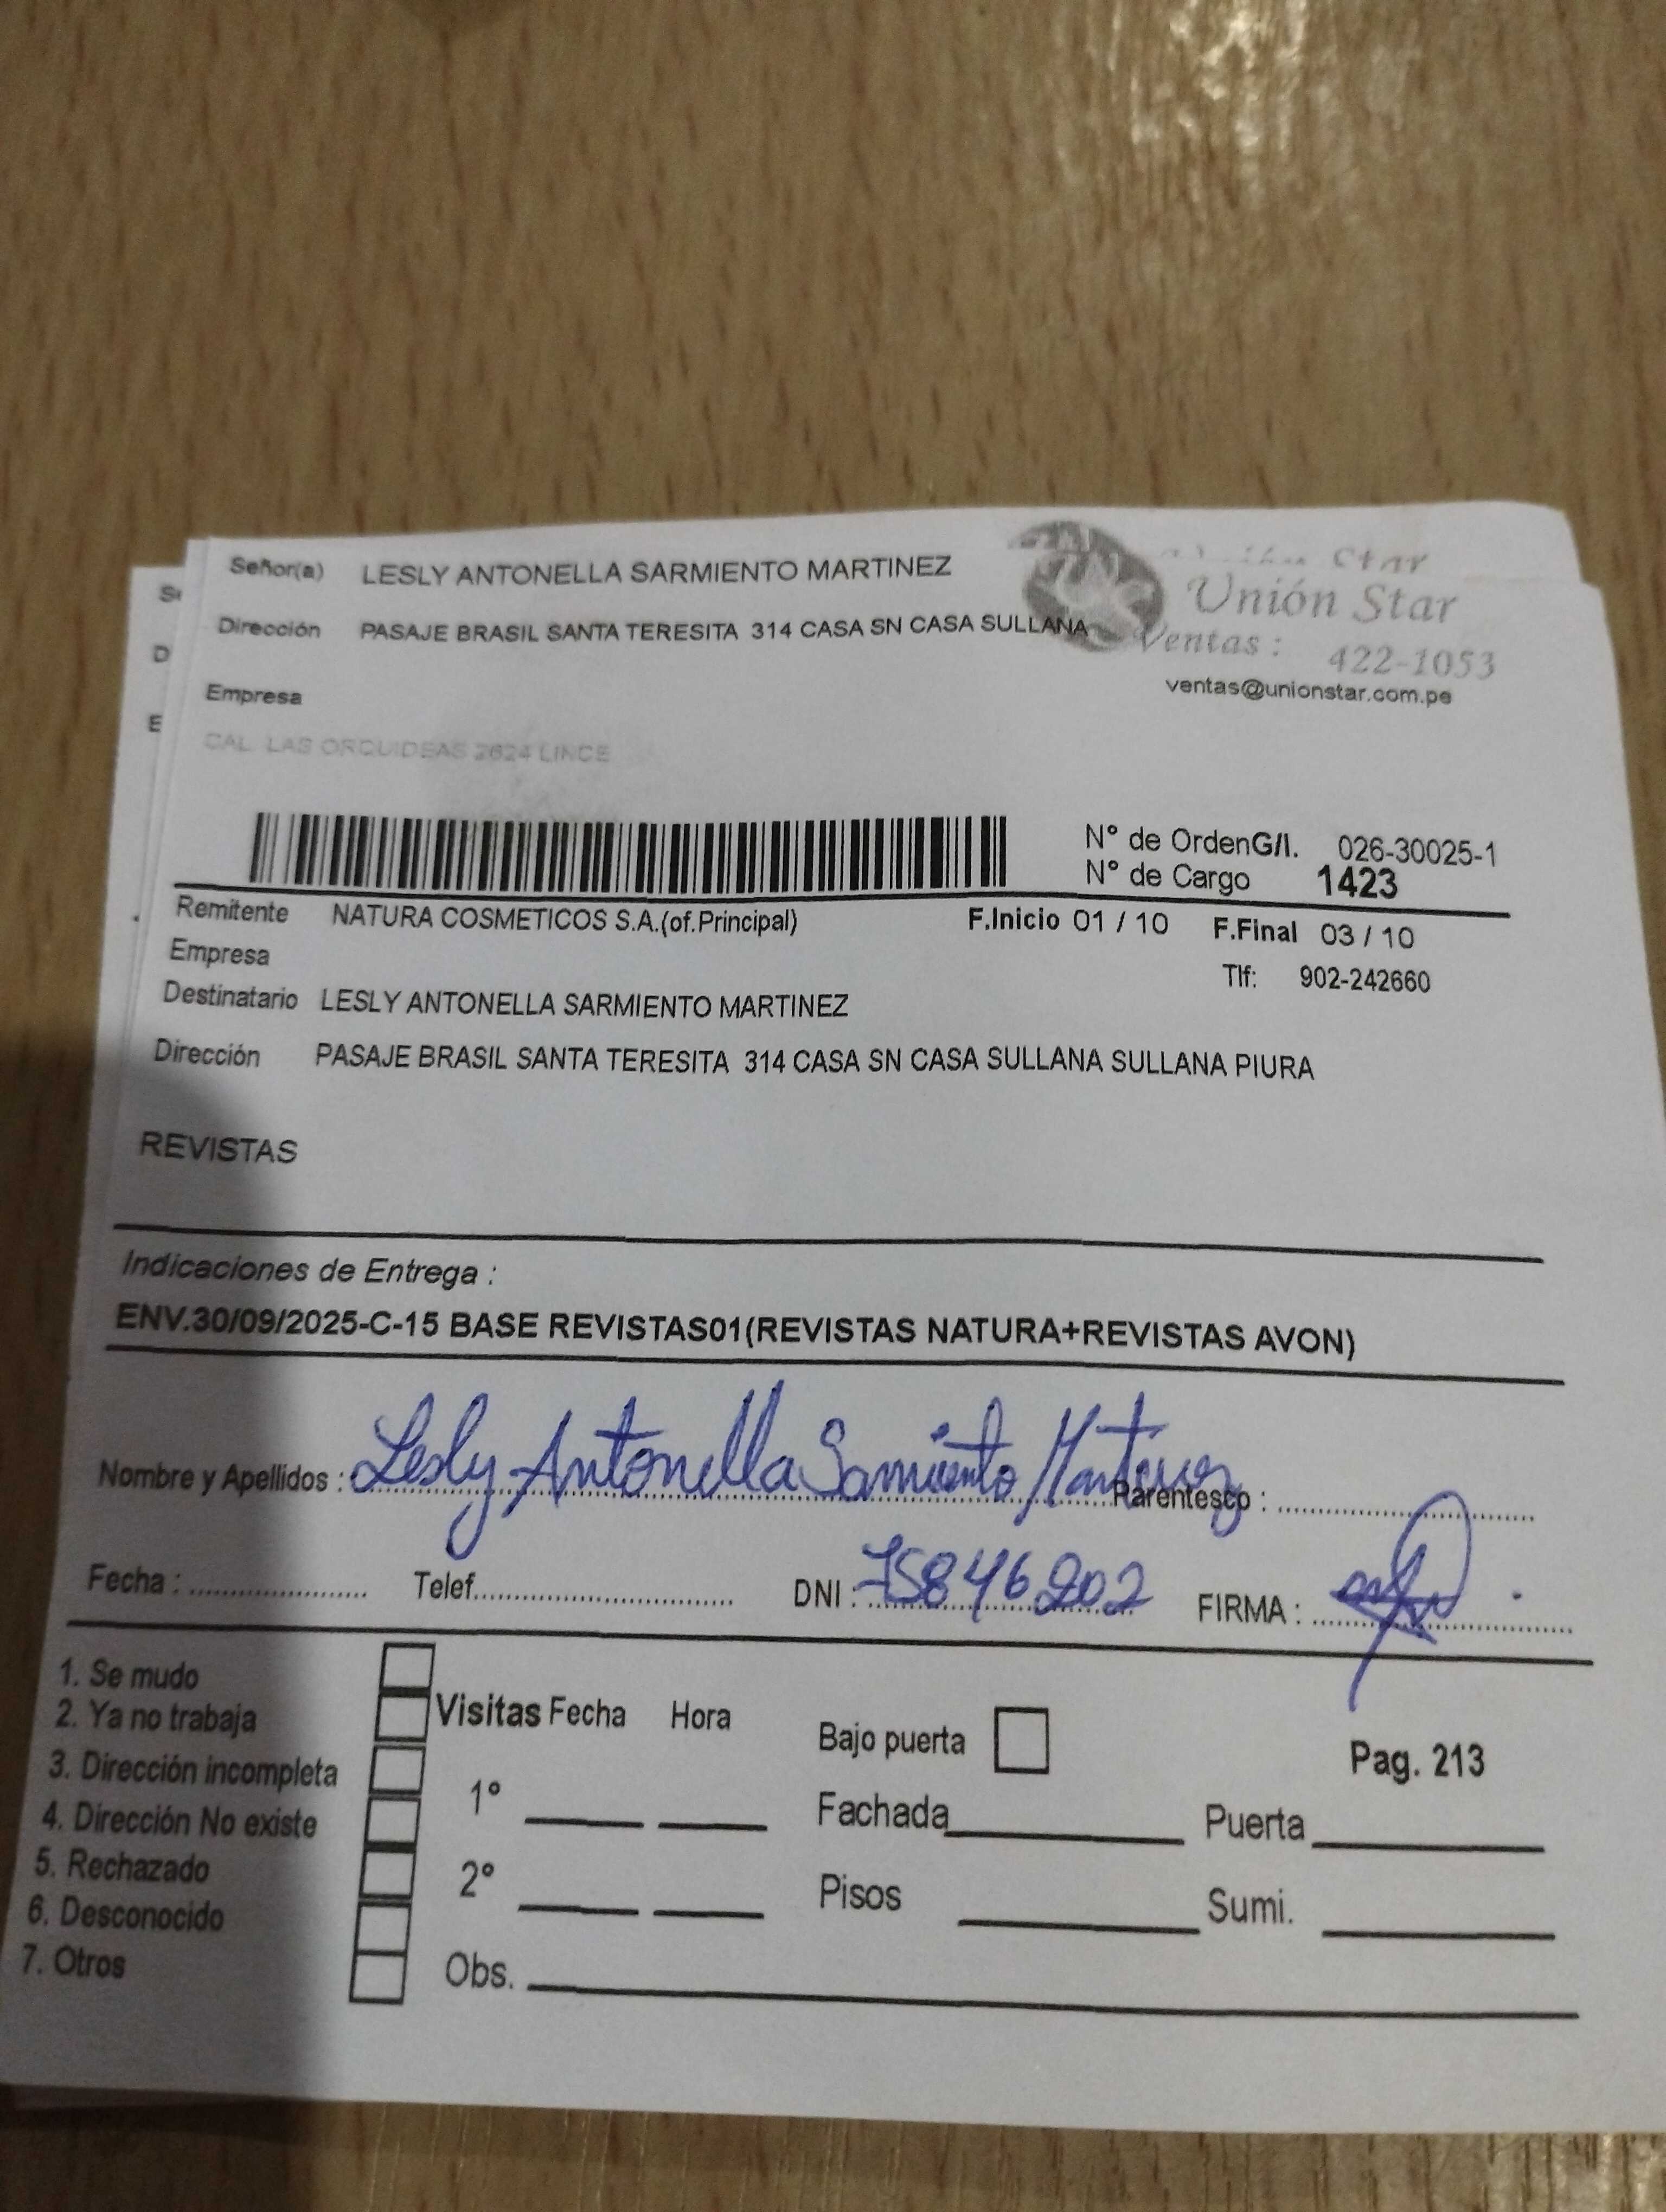 Señor(a) LESLY ANTONELLA SARMIENTO MARTINEZ
Star
Unión Star
Dirección PASAJE BRASIL SANTA TERESITA 314 CASA SN CASA SULLANA
Ventas : 422-1053
ventas@unionstar.com.pe
D
Empresa
E
CAL. LAS ORQUIDEAS 2624 LINCE
N° de OrdenG/I. 026-30025-1
N° de Cargo 1423
Remitente NATURA COSMETICOS S.A.(of.Principal) F.Inicio 01 / 10 F.Final 03 / 10
Empresa
Tlf: 902-242660
Destinatario LESLY ANTONELLA SARMIENTO MARTINEZ
Dirección PASAJE BRASIL SANTA TERESITA 314 CASA SN CASA SULLANA SULLANA PIURA
REVISTAS
Indicaciones de Entrega :
ENV.30/09/2025-C-15 BASE REVISTAS01(REVISTAS NATURA+REVISTAS AVON)
Nombre y Apellidos : Lesly Antonella Sarmiento Martinez Parentesco :
Fecha : Telef. DNI : 75846202 FIRMA :
1. Se mudo
2. Ya no trabaja
3. Dirección incompleta
4. Dirección No existe
5. Rechazado
6. Desconocido
7. Otros
Visitas Fecha Hora
1°
2°
Obs.
Bajo puerta
Pag. 213
Fachada Puerta
Pisos Sumi.